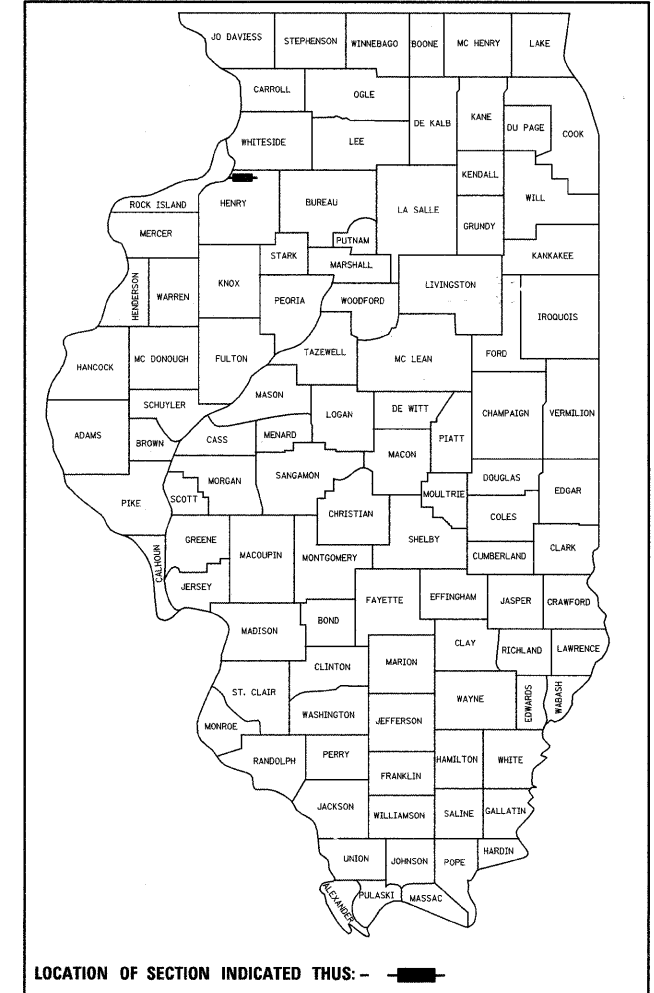 JO DAVIESS STEPHENSON WINNEBAGO BOONE MC HENRY LAKE
CARROLL OGLE DE KALB KANE DU PAGE COOK
WHITESIDE LEE
KENDALL WILL
ROCK ISLAND HENRY BUREAU LA SALLE GRUNDY
MERCER PUTNAM
STARK MARSHALL KANKAKEE
HENDERSON WARREN KNOX PEORIA WOODFORD LIVINGSTON IROQUOIS
HANCOCK MC DONOUGH FULTON TAZEWELL MC LEAN FORD
MASON
SCHUYLER LOGAN DE WITT CHAMPAIGN VERMILION
ADAMS BROWN CASS MENARD MACON PIATT
PIKE SCOTT MORGAN SANGAMON MOULTRIE DOUGLAS EDGAR
CHRISTIAN COLES
GREENE MACOUPIN MONTGOMERY SHELBY CUMBERLAND CLARK
CALHOUN JERSEY FAYETTE EFFINGHAM JASPER CRAWFORD
MADISON BOND
CLAY RICHLAND LAWRENCE
CLINTON MARION
ST. CLAIR WAYNE EDWARDS WABASH
MONROE WASHINGTON JEFFERSON
RANDOLPH PERRY HAMILTON WHITE
FRANKLIN
JACKSON WILLIAMSON SALINE GALLATIN
UNION JOHNSON POPE HARDIN
ALEXANDER PULASKI MASSAC
LOCATION OF SECTION INDICATED THUS: -